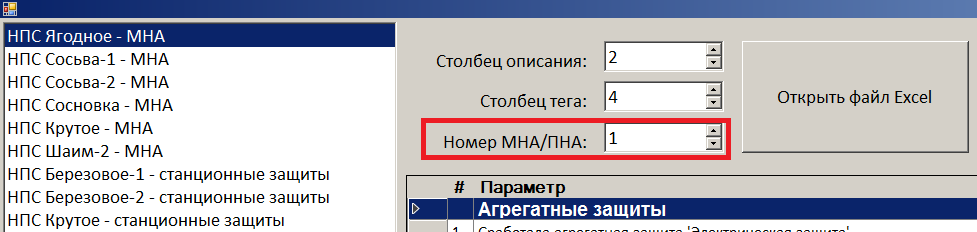 НПС Ягодное - МНА
НПС Сосьва-1 - МНА
НПС Сосьва-2 - МНА
НПС Сосновка - МНА
НПС Крутое - МНА
НПС Шаим-2 - МНА
НПС Березовое-1 - станционные защиты
НПС Березовое-2 - станционные защиты
НПС Крутое - станционные защиты
Столбец описания: 2
Столбец тега: 4
Номер МНА/ПНА: 1
Открыть файл Excel
# Параметр
Агрегатные защиты
1 Сработала агрегатная защита 'Электрическая защита'